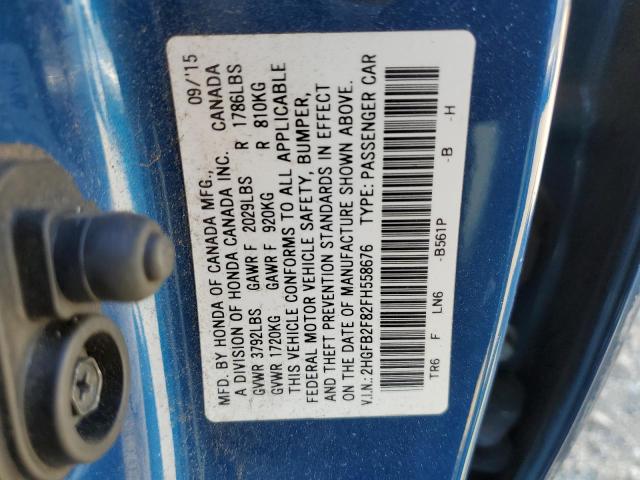 MFD. BY HONDA OF CANADA MFG., 09/'15
A DIVISION OF HONDA CANADA INC. CANADA
GVWR 3792LBS GAWR F 2029LBS R 1786LBS
GVWR 1720KG GAWR F 920KG R 810KG
THIS VEHICLE CONFORMS TO ALL APPLICABLE
FEDERAL MOTOR VEHICLE SAFETY, BUMPER,
AND THEFT PREVENTION STANDARDS IN EFFECT
ON THE DATE OF MANUFACTURE SHOWN ABOVE.
V.I.N.: 2HGFB2F82FH558676 TYPE: PASSENGER CAR
TR6 F LN6 -B561P -B -H